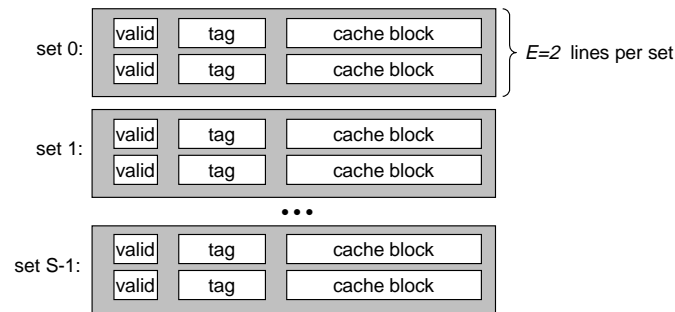 set 0: valid tag cache block
valid tag cache block
E=2 lines per set
set 1: valid tag cache block
valid tag cache block
•••
set S-1: valid tag cache block
valid tag cache block